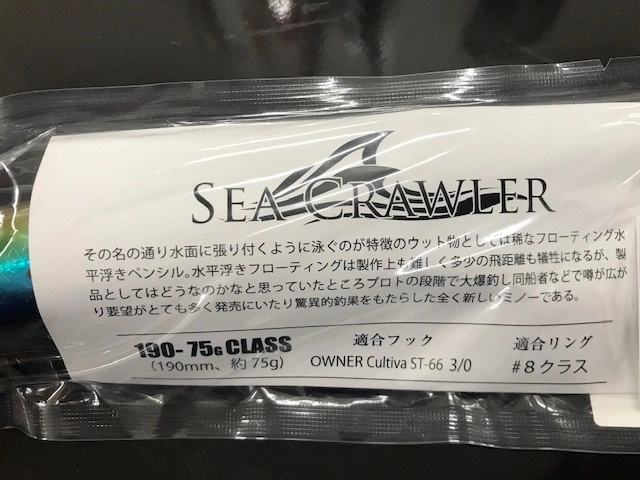 SEA CRAWLER
その名の通り水面に張り付くように泳ぐのが特徴のウッド物としては稀なフローティング水
平浮きペンシル。水平浮きフローティングは製作上も難しく多少の飛距離も犠牲になるが、製
品としてはどうなのかなと思っていたところプロトの段階で大爆釣し同船者などで噂が広が
り要望がとても多く発売にいたり驚異的釣果をもたらした全く新しいミノーである。
190-75G CLASS 適合フック 適合リング
(190mm、約75g) OWNER Cultiva ST-66 3/0 #8クラス